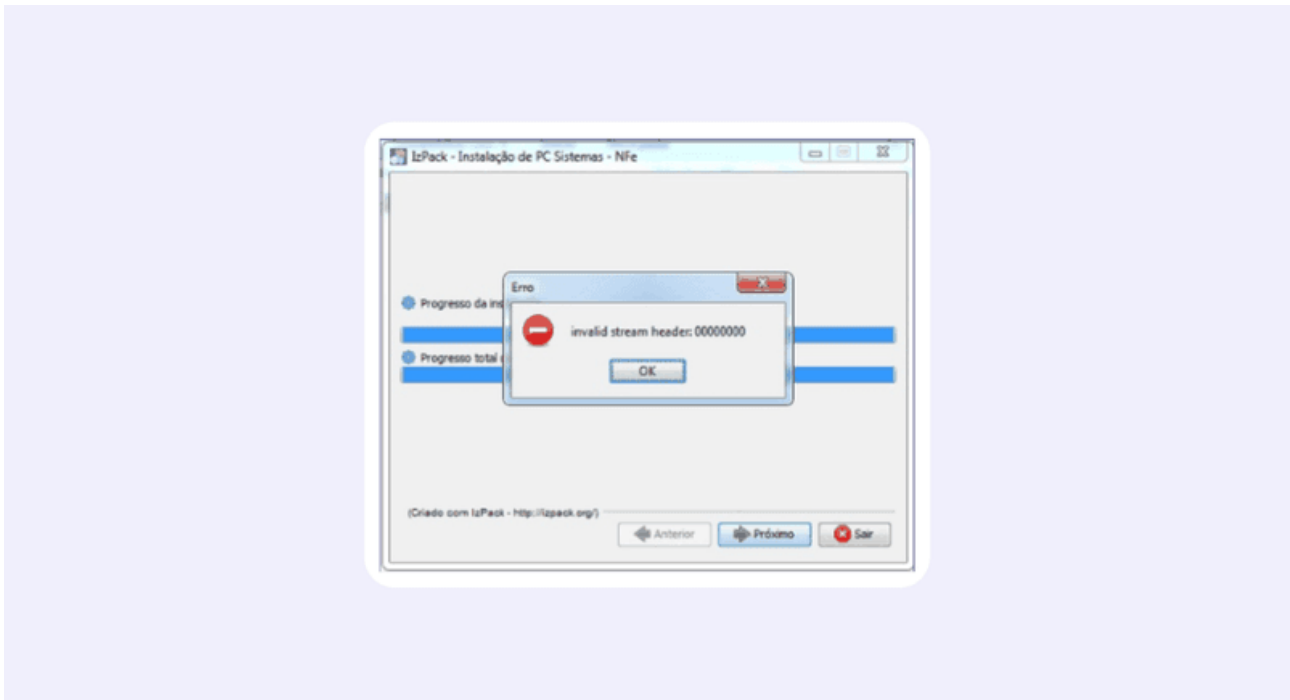 IzPack - Instalação de PC Sistemas - NFe
Erro
Progresso da
invalid stream header: 00000000
Progresso total
OK
(Criado com IzPack - http://izpack.org/)
Anterior
Próximo
Sair